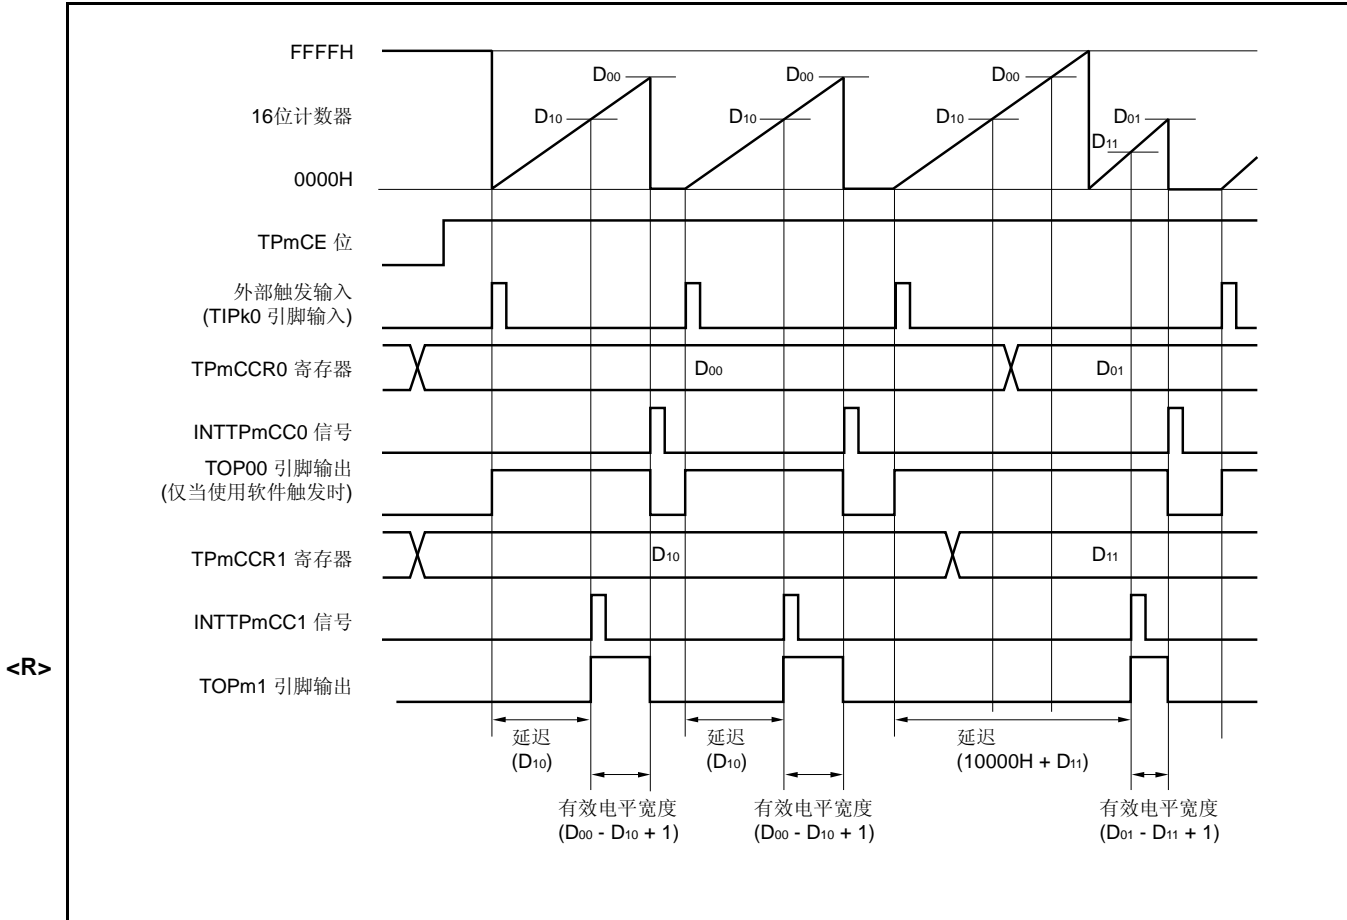 FFFFH
D00
D00
D00
16位计数器
D10
D10
D10
D01
D11
0000H
TPmCE 位
外部触发输入
(TIPk0 引脚输入)
TPmCCR0 寄存器
D00
D01
INTTPmCC0 信号
TOP00 引脚输出
(仅当使用软件触发时)
TPmCCR1 寄存器
D10
D11
INTTPmCC1 信号
<R>
TOPm1 引脚输出
延迟
(D10)
延迟
(D10)
延迟
(10000H + D11)
有效电平宽度
(D00 - D10 + 1)
有效电平宽度
(D00 - D10 + 1)
有效电平宽度
(D01 - D11 + 1)